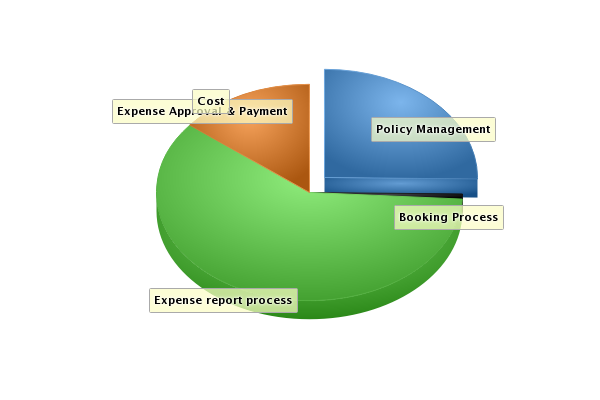 Cost
Expense Approval & Payment
Policy Management
Booking Process
Expense report process